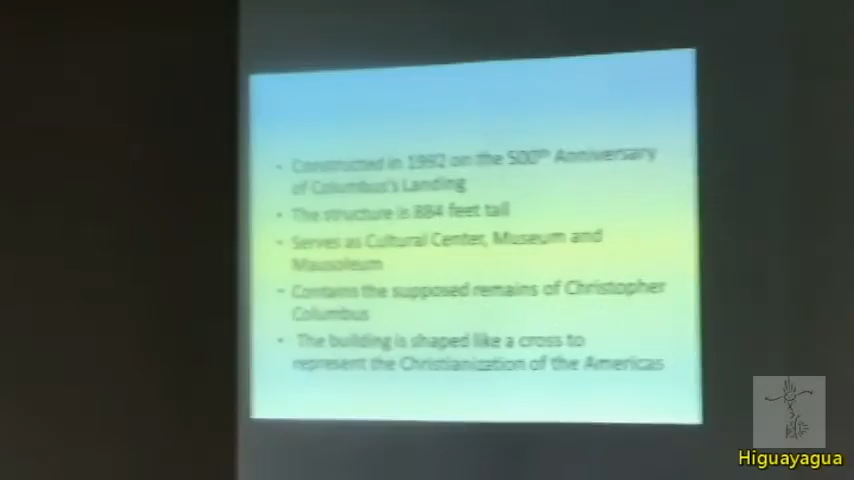 • Constructed in 1992 on the 500th Anniversary
of Columbus's Landing
• The structure is 884 feet tall
• Serves as Cultural Center, Museum and
Mausoleum
• Contains the supposed remains of Christopher
Columbus
• The building is shaped like a cross to
represent the Christianization of the Americas
Higuayagua